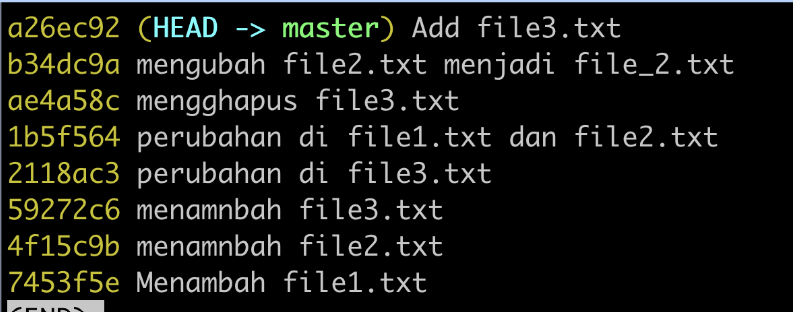 a26ec92 (HEAD -> master) Add file3.txt
b34dc9a mengubah file2.txt menjadi file_2.txt
ae4a58c mengghapus file3.txt
1b5f564 perubahan di file1.txt dan file2.txt
2118ac3 perubahan di file3.txt
59272c6 menamnbah file3.txt
4f15c9b menamnbah file2.txt
7453f5e Menambah file1.txt
(END)